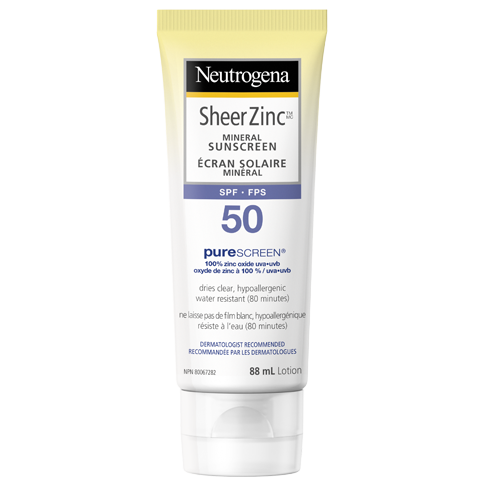 Neutrogena
SheerZinc™ MC
MINERAL
SUNSCREEN
ÉCRAN SOLAIRE
MINÉRAL
SPF • FPS
50
pureSCREEN®
100% zinc oxide uva•uvb
oxyde de zinc à 100 % / uva•uvb
dries clear, hypoallergenic
water resistant (80 minutes)
ne laisse pas de film blanc, hypoallergénique
résiste à l'eau (80 minutes)
DERMATOLOGIST RECOMMENDED
RECOMMANDÉE PAR LES DERMATOLOGUES
NPN 80067282
88 mL Lotion